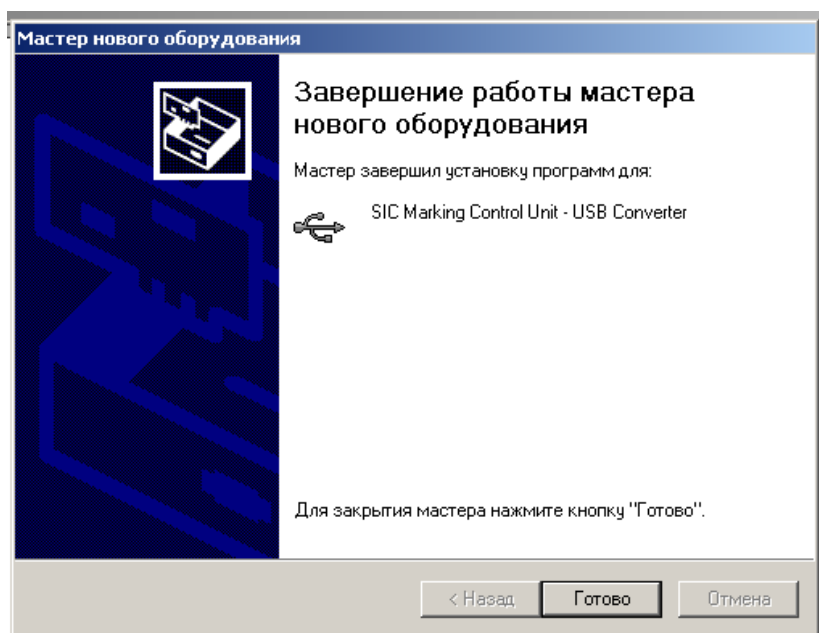 Мастер нового оборудования
Завершение работы мастера
нового оборудования
Мастер завершил установку программ для:
SIC Marking Control Unit - USB Converter
Для закрытия мастера нажмите кнопку "Готово".
< Назад
Готово
Отмена